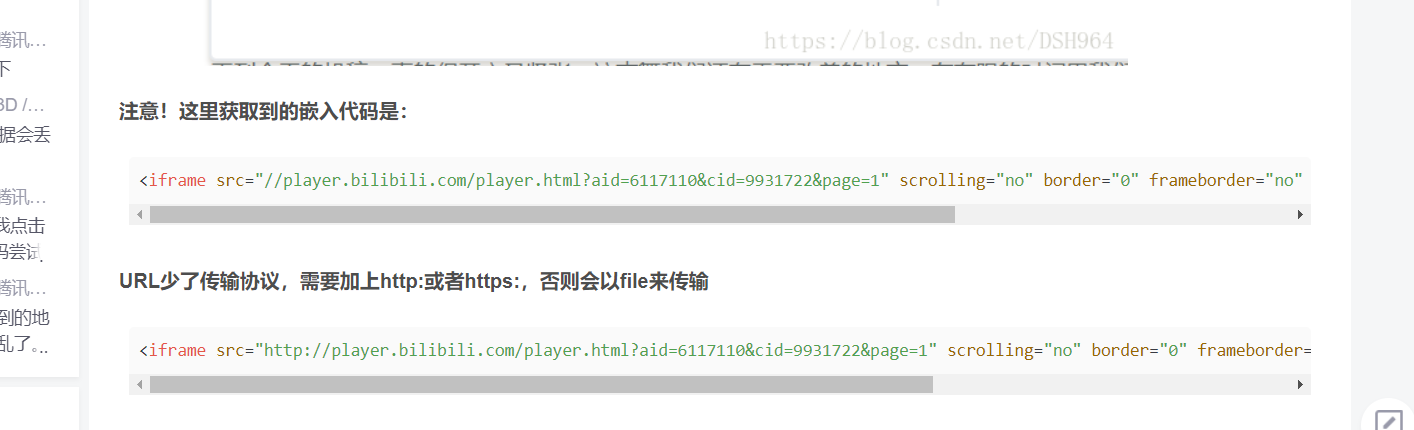 https://blog.csdn.net/DSH964
腾讯...
下
3D /...
据会丢
腾讯...
我点击
码尝试.
腾讯...
到的地
乱了。..
注意！这里获取到的嵌入代码是：
<iframe src="//player.bilibili.com/player.html?aid=6117110&cid=9931722&page=1" scrolling="no" border="0" frameborder="no"
URL少了传输协议，需要加上http:或者https:，否则会以file来传输
<iframe src="http://player.bilibili.com/player.html?aid=6117110&cid=9931722&page=1" scrolling="no" border="0" frameborder=